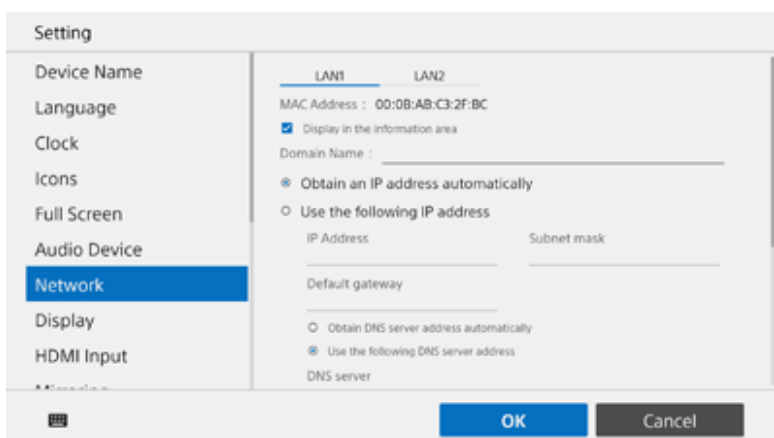 Setting
Device Name
Language
Clock
Icons
Full Screen
Audio Device
Network
Display
HDMI Input
LAN1 LAN2
MAC Address : 00:0B:AB:C3:2F:BC
Display in the information area
Domain Name :
Obtain an IP address automatically
Use the following IP address
IP Address Subnet mask
Default gateway
Obtain DNS server address automatically
Use the following DNS server address
DNS server
OK Cancel